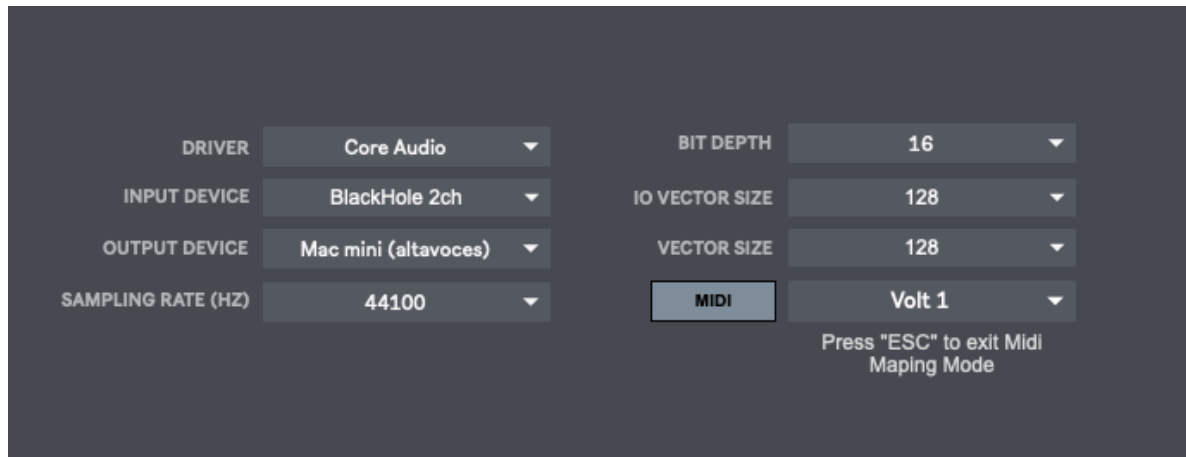 DRIVER Core Audio
INPUT DEVICE BlackHole 2ch
OUTPUT DEVICE Mac mini (altavoces)
SAMPLING RATE (HZ) 44100
BIT DEPTH 16
IO VECTOR SIZE 128
VECTOR SIZE 128
MIDI Volt 1
Press "ESC" to exit Midi
Maping Mode